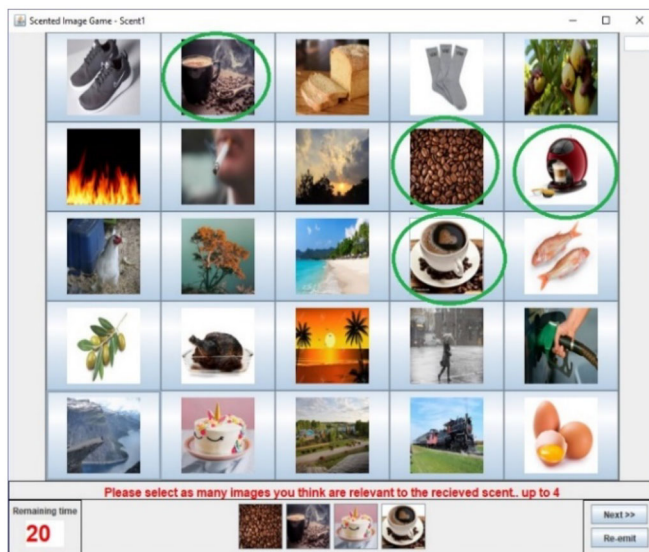 Scented Image Game - Scent1
Please select as many images you think are relevant to the recieved scent.. up to 4
Remaining time
20
Next >>
Re-emit